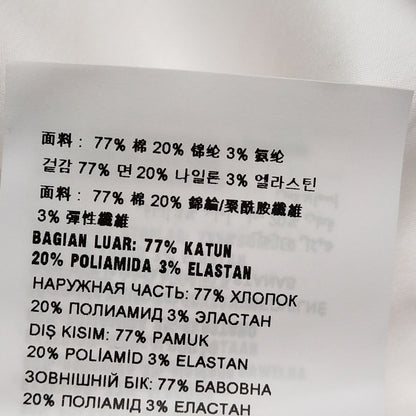 面料： 77% 棉 20% 锦纶 3% 氨纶
겉감 77% 면 20% 나일론 3% 엘라스틴
面料： 77% 棉 20% 錦綸/聚酰胺纖維
3% 彈性纖維
BAGIAN LUAR: 77% KATUN
20% POLIAMIDA 3% ELASTAN
НАРУЖНАЯ ЧАСТЬ: 77% ХЛОПОК
20% ПОЛИАМИД 3% ЭЛАСТАН
DIŞ KISIM: 77% PAMUK
20% POLİAMİD 3% ELASTAN
ЗОВНІШНІЙ БІК: 77% БАВОВНА
20% ПОЛІАМІД 3% ЕЛАСТАН